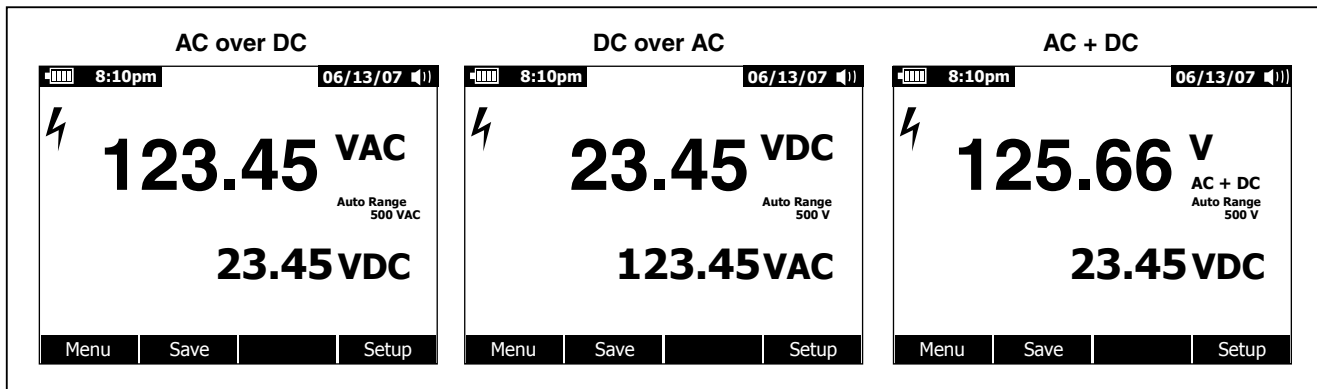 AC over DC
8:10pm 06/13/07
123.45 VAC
Auto Range
500 VAC
23.45 VDC
Menu Save Setup
DC over AC
8:10pm 06/13/07
23.45 VDC
Auto Range
500 V
123.45 VAC
Menu Save Setup
AC + DC
8:10pm 06/13/07
125.66 V
AC + DC
Auto Range
500 V
23.45 VDC
Menu Save Setup